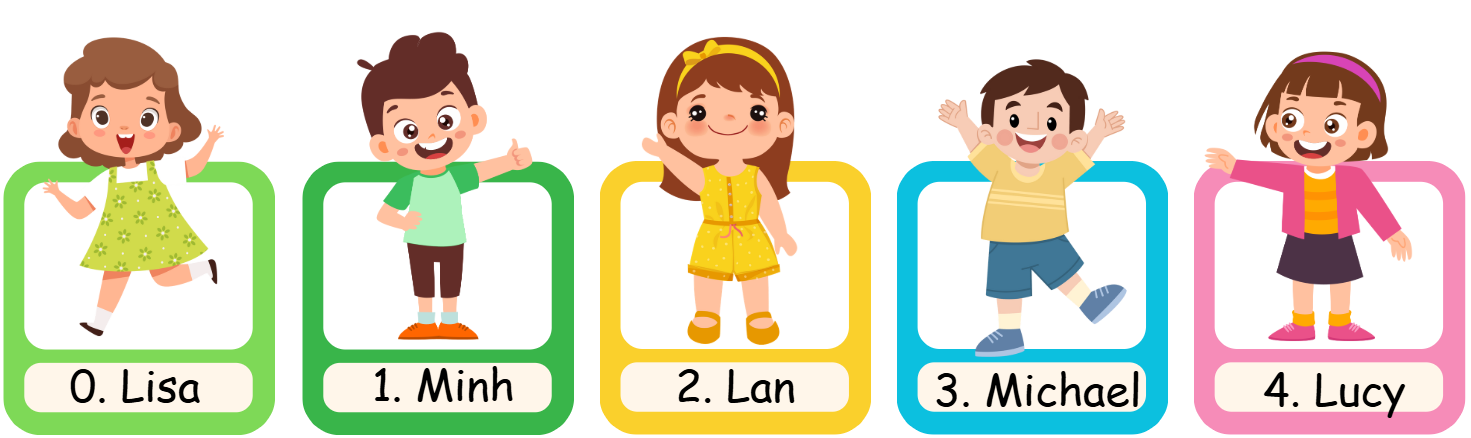 0. Lisa
1. Minh
2. Lan
3. Michael
4. Lucy